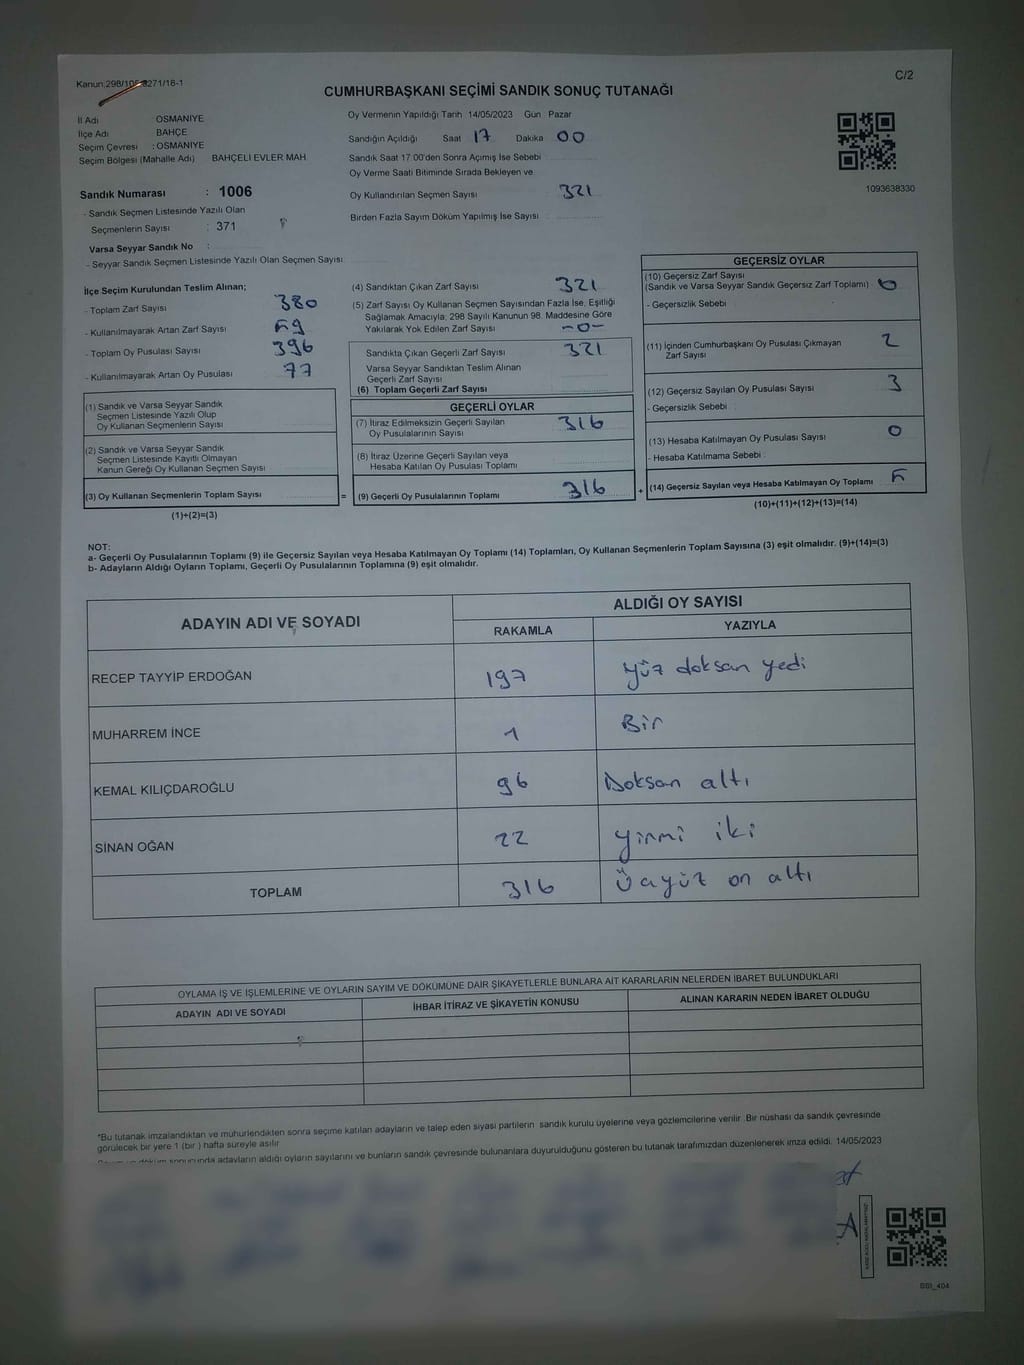 Kanun:298/105-8271/16-1
C/2
CUMHURBAŞKANI SEÇİMİ SANDIK SONUÇ TUTANAĞI
İl Adı : OSMANİYE
İlçe Adı : BAHÇE
Seçim Çevresi : OSMANİYE
Seçim Bölgesi (Mahalle Adı) BAHÇELİ EVLER MAH.
Sandık Numarası : 1006
- Sandık Seçmen Listesinde Yazılı Olan
Seçmenlerin Sayısı : 371
Varsa Seyyar Sandık No :
- Seyyar Sandık Seçmen Listesinde Yazılı Olan Seçmen Sayısı:
Oy Vermenin Yapıldığı Tarih 14/05/2023 Gün : Pazar
Sandığın Açıldığı Saat 17 Dakika 00
Sandık Saat 17.00'den Sonra Açılmış İse Sebebi
Oy Verme Saati Bitiminde Sırada Bekleyen ve
Oy Kullandırılan Seçmen Sayısı : 321
Birden Fazla Sayım Döküm Yapılmış İse Sayısı :
1093638330
İlçe Seçim Kurulundan Teslim Alınan;
- Toplam Zarf Sayısı : 380
- Kullanılmayarak Artan Zarf Sayısı : 59
- Toplam Oy Pusulası Sayısı : 396
- Kullanılmayarak Artan Oy Pusulası : 77
(1) Sandık ve Varsa Seyyar Sandık
Seçmen Listesinde Yazılı Olup
Oy Kullanan Seçmenlerin Sayısı
(2) Sandık ve Varsa Seyyar Sandık
Seçmen Listesinde Kayıtlı Olmayan
Kanun Gereği Oy Kullanan Seçmen Sayısı
(3) Oy Kullanan Seçmenlerin Toplam Sayısı
(1)+(2)=(3)
(4) Sandıktan Çıkan Zarf Sayısı : 321
(5) Zarf Sayısı Oy Kullanan Seçmen Sayısından Fazla İse, Eşitliği
Sağlamak Amacıyla; 298 Sayılı Kanunun 98. Maddesine Göre
Yakılarak Yok Edilen Zarf Sayısı : -0-
Sandıkta Çıkan Geçerli Zarf Sayısı : 321
Varsa Seyyar Sandıktan Teslim Alınan
Geçerli Zarf Sayısı
(6) Toplam Geçerli Zarf Sayısı
GEÇERLİ OYLAR
(7) İtiraz Edilmeksizin Geçerli Sayılan
Oy Pusulalarının Sayısı : 316
(8) İtiraz Üzerine Geçerli Sayılan veya
Hesaba Katılan Oy Pusulası Toplamı
= (9) Geçerli Oy Pusulalarının Toplamı : 316 +
GEÇERSİZ OYLAR
(10) Geçersiz Zarf Sayısı
(Sandık ve Varsa Seyyar Sandık Geçersiz Zarf Toplamı) : 0
- Geçersizlik Sebebi :
(11) İçinden Cumhurbaşkanı Oy Pusulası Çıkmayan
Zarf Sayısı : 2
(12) Geçersiz Sayılan Oy Pusulası Sayısı : 3
- Geçersizlik Sebebi :
(13) Hesaba Katılmayan Oy Pusulası Sayısı : 0
- Hesaba Katılmama Sebebi :
(14) Geçersiz Sayılan veya Hesaba Katılmayan Oy Toplamı : 5
(10)+(11)+(12)+(13)=(14)
NOT:
a- Geçerli Oy Pusulalarının Toplamı (9) ile Geçersiz Sayılan veya Hesaba Katılmayan Oy Toplamı (14) Toplamları, Oy Kullanan Seçmenlerin Toplam Sayısına (3) eşit olmalıdır. (9)+(14)=(3)
b- Adayların Aldığı Oyların Toplamı, Geçerli Oy Pusulalarının Toplamına (9) eşit olmalıdır.
ADAYIN ADI VE SOYADI
ALDIĞI OY SAYISI
RAKAMLA YAZIYLA
RECEP TAYYİP ERDOĞAN 197 yüz doksan yedi
MUHARREM İNCE 1 Bir
KEMAL KILIÇDAROĞLU 96 Doksan altı
SİNAN OĞAN 22 yirmi iki
TOPLAM 316 Üçyüz on altı
OYLAMA İŞ VE İŞLEMLERİNE VE OYLARIN SAYIM VE DÖKÜMÜNE DAİR ŞİKAYETLERLE BUNLARA AİT KARARLARIN NELERDEN İBARET BULUNDUKLARI
ADAYIN ADI VE SOYADI İHBAR İTİRAZ VE ŞİKAYETİN KONUSU ALINAN KARARIN NEDEN İBARET OLDUĞU
*Bu tutanak imzalandıktan ve mühürlendikten sonra seçime katılan adayların ve talep eden siyasi partilerin sandık kurulu üyelerine veya gözlemcilerine verilir. Bir nüshası da sandık çevresinde
görülecek bir yere 1 (bir) hafta süreyle asılır.
sonucunda adayların aldığı oyların sayılarını ve bunların sandık çevresinde bulunanlara duyurulduğunu gösteren bu tutanak tarafımızdan düzenlenerek imza edildi. 14/05/2023